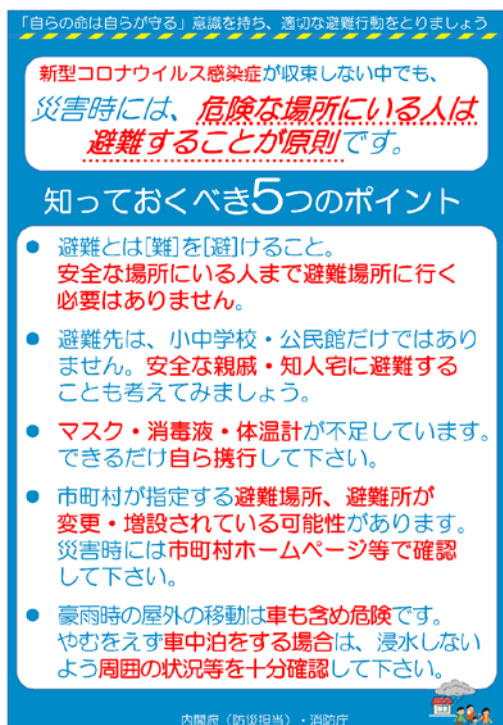 「自らの命は自らが守る」意識を持ち、適切な避難行動をとりましょう
新型コロナウイルス感染症が収束しない中でも、
災害時には、危険な場所にいる人は
避難することが原則です。
知っておくべき5つのポイント
● 避難とは[難]を[避]けること。
安全な場所にいる人まで避難場所に行く
必要はありません。
● 避難先は、小中学校・公民館だけではあり
ません。安全な親戚・知人宅に避難する
ことも考えてみましょう。
● マスク・消毒液・体温計が不足しています。
できるだけ自ら携行して下さい。
● 市町村が指定する避難場所、避難所が
変更・増設されている可能性があります。
災害時には市町村ホームページ等で確認
して下さい。
● 豪雨時の屋外の移動は車も含め危険です。
やむをえず車中泊をする場合は、浸水しない
よう周囲の状況等を十分確認して下さい。
内閣府（防災担当）・消防庁